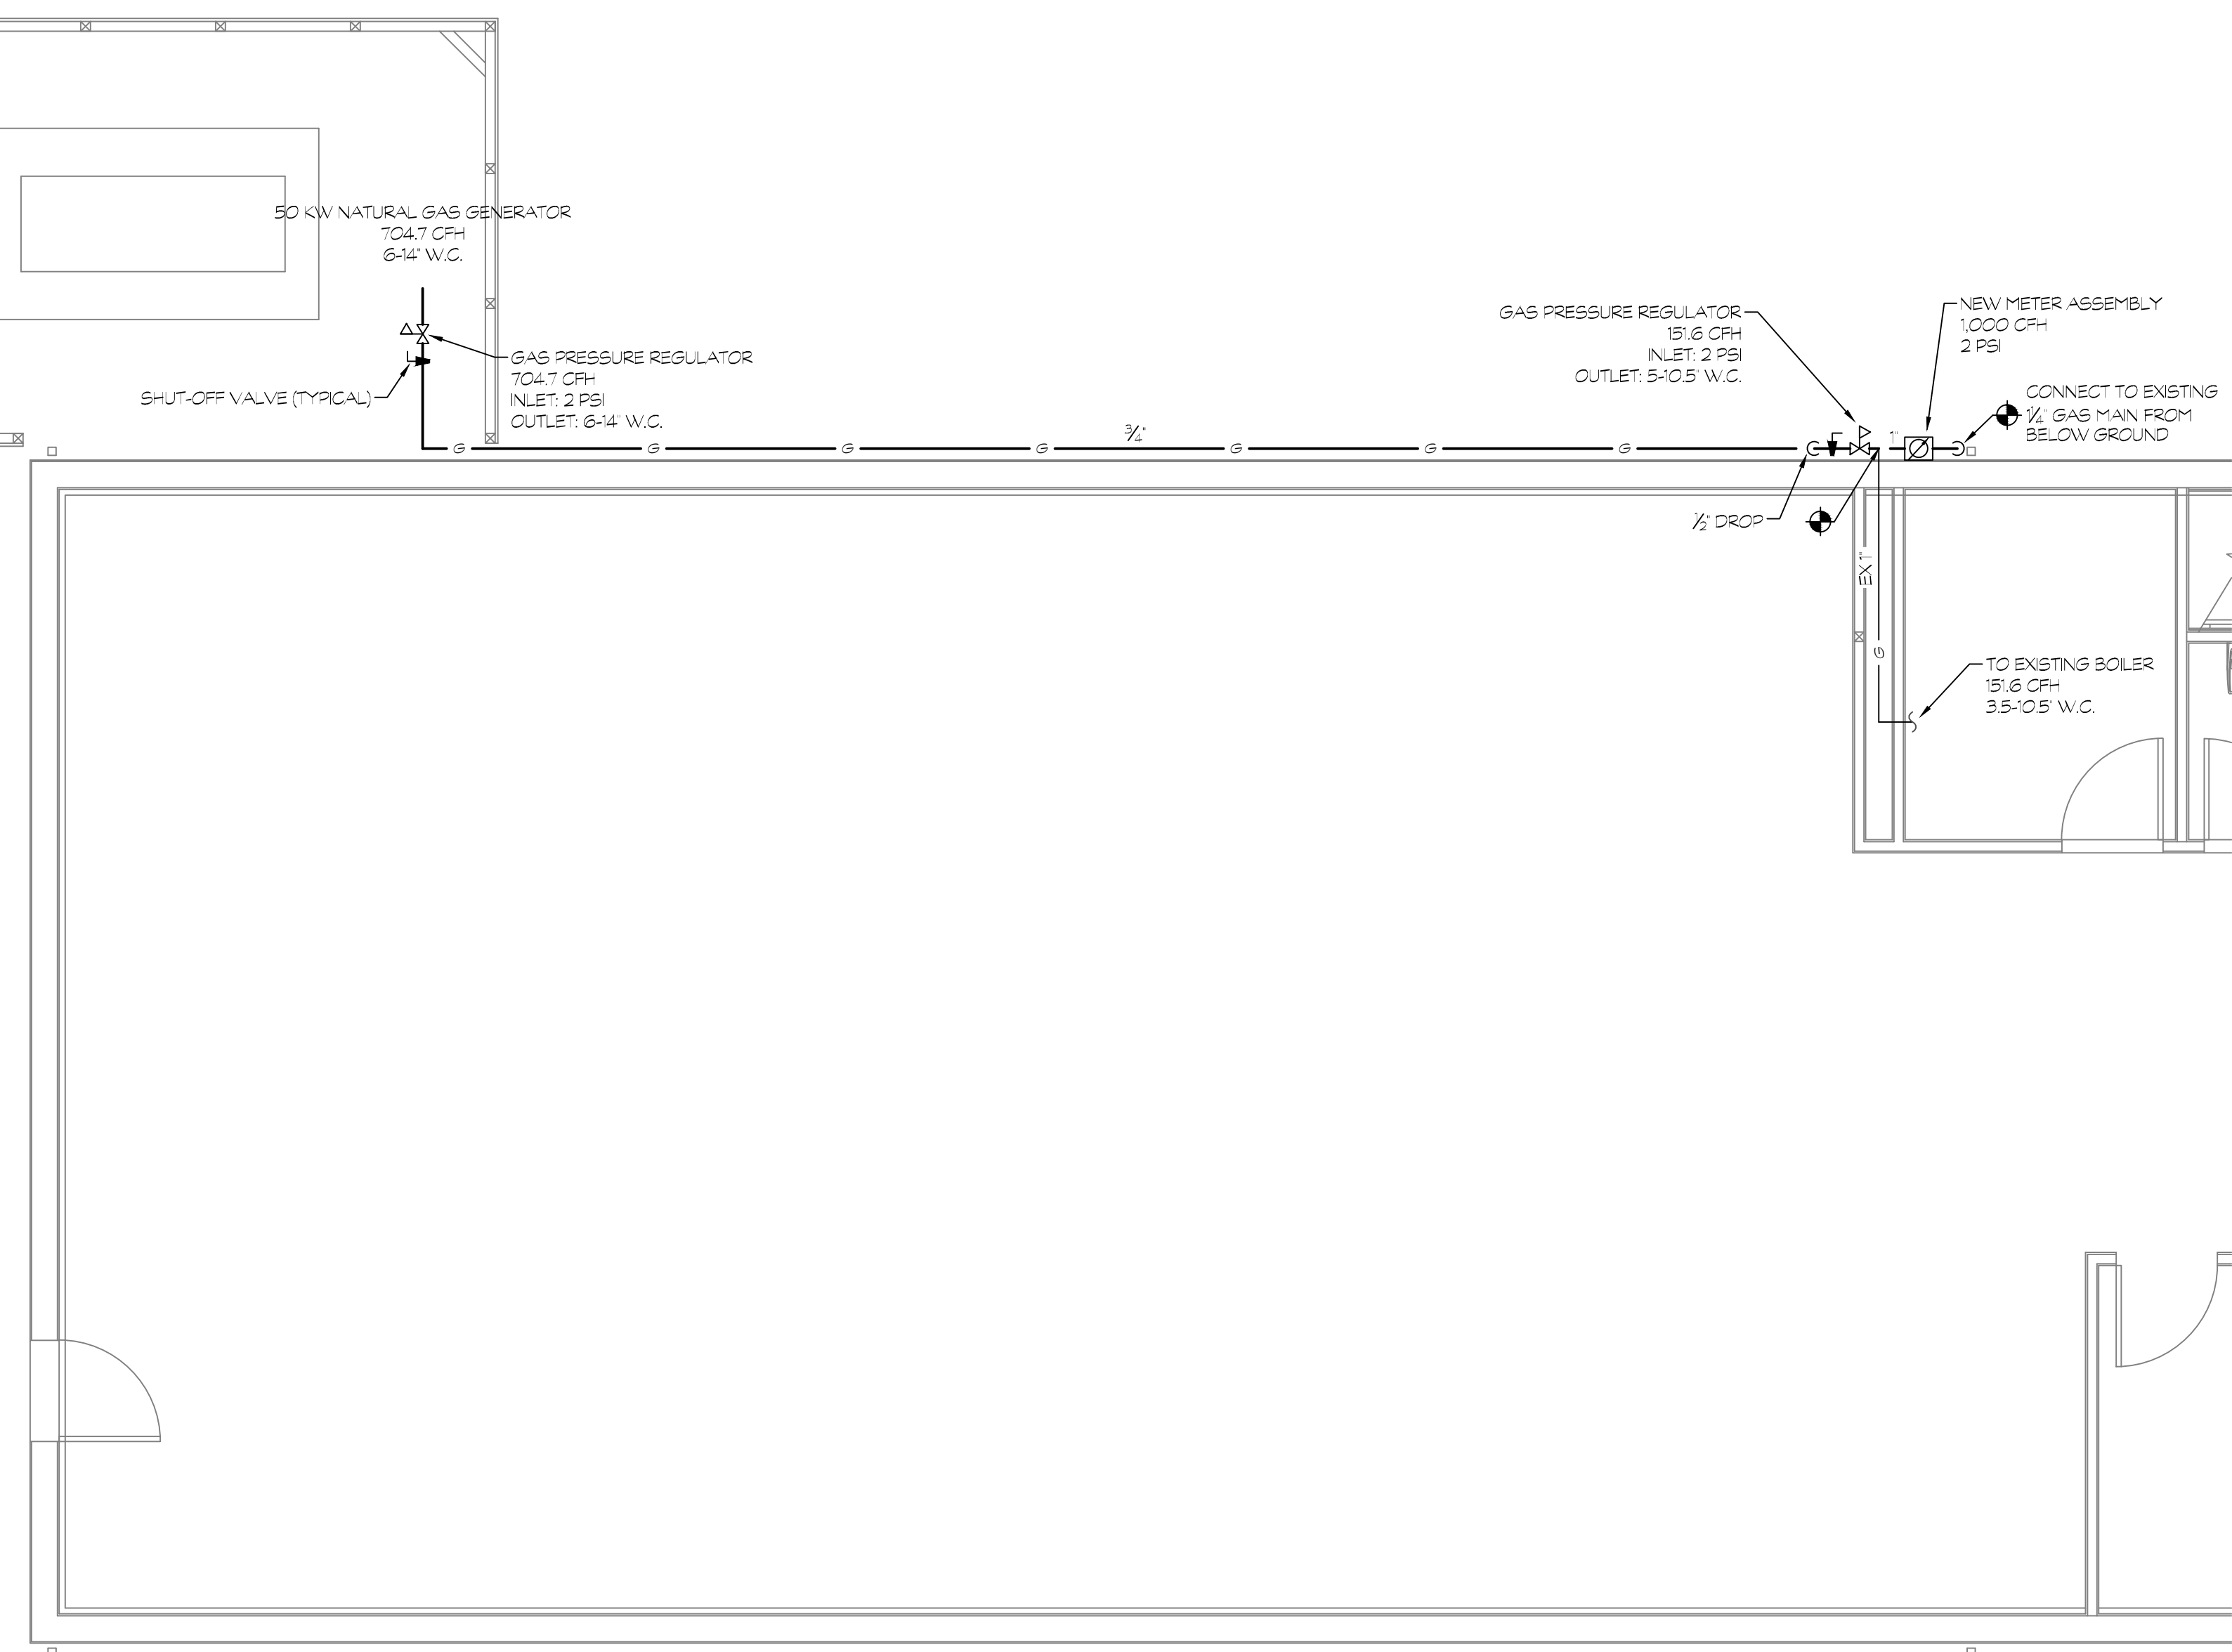 50 KW NATURAL GAS GENERATOR
704.7 CFH
6-14" W.C.
GAS PRESSURE REGULATOR
704.7 CFH
INLET: 2 PSI
OUTLET: 6-14" W.C.
SHUT-OFF VALVE (TYPICAL)
GAS PRESSURE REGULATOR
151.6 CFH
INLET: 2 PSI
OUTLET: 5-10.5" W.C.
NEW METER ASSEMBLY
1,000 CFH
2 PSI
CONNECT TO EXISTING
1¼" GAS MAIN FROM
BELOW GROUND
¾"
1"
G G G G G G G
½" DROP
EX 1"
G
TO EXISTING BOILER
151.6 CFH
3.5-10.5" W.C.